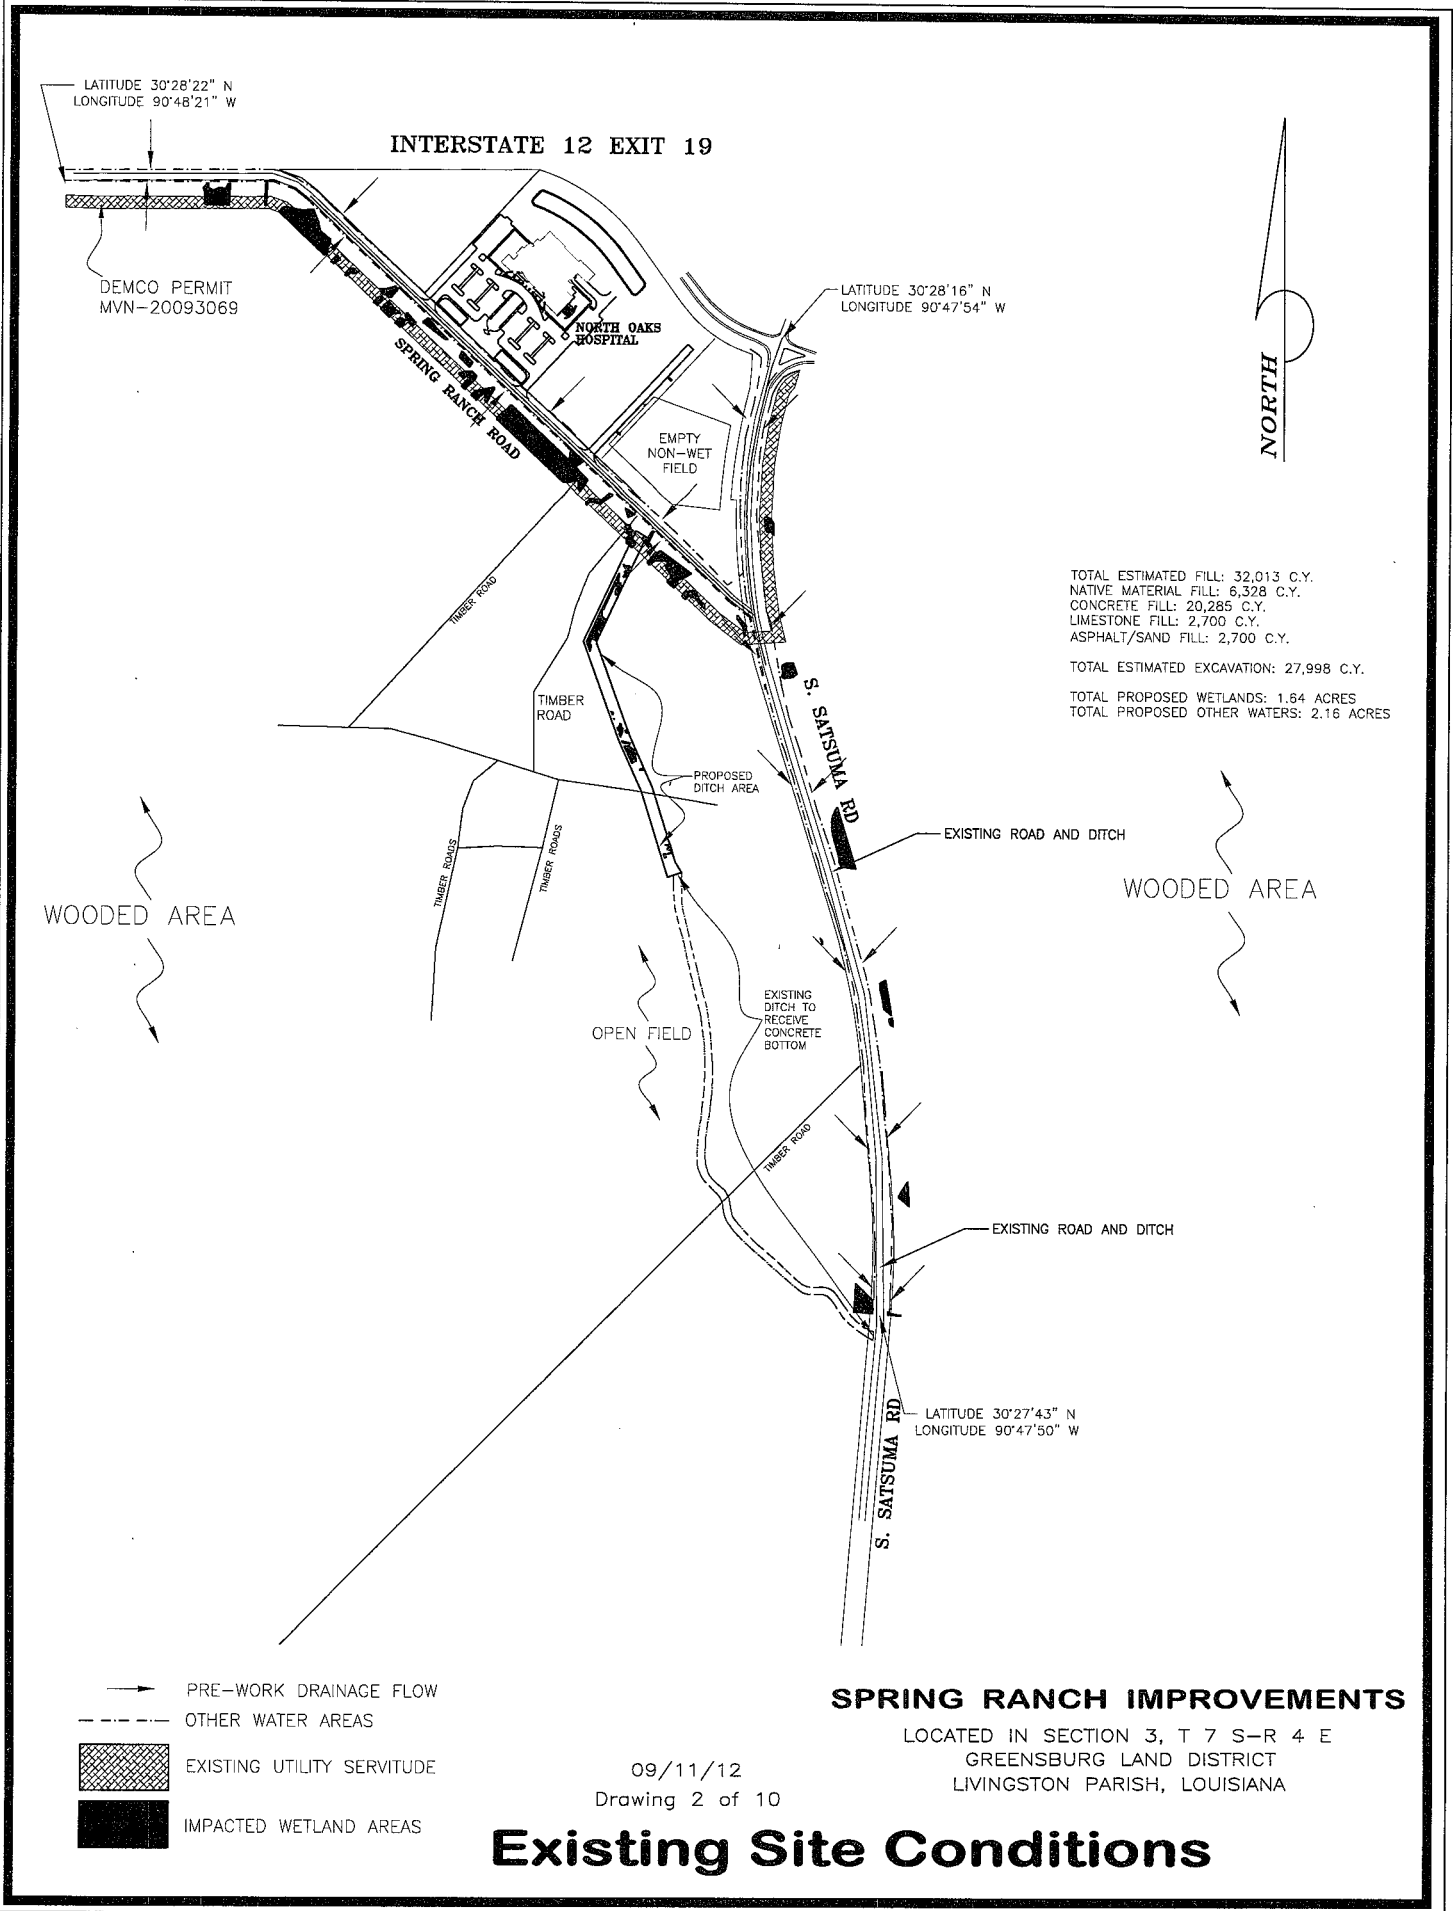 LATITUDE 30°28'22" N
LONGITUDE 90°48'21" W
INTERSTATE 12 EXIT 19
DEMCO PERMIT
MVN-20093069
LATITUDE 30°28'16" N
LONGITUDE 90°47'54" W
NORTH OAKS
HOSPITAL
SPRING RANCH ROAD
EMPTY
NON-WET
FIELD
NORTH
TOTAL ESTIMATED FILL: 32,013 C.Y.
NATIVE MATERIAL FILL: 6,328 C.Y.
CONCRETE FILL: 20,285 C.Y.
LIMESTONE FILL: 2,700 C.Y.
ASPHALT/SAND FILL: 2,700 C.Y.
TOTAL ESTIMATED EXCAVATION: 27,998 C.Y.
TOTAL PROPOSED WETLANDS: 1.64 ACRES
TOTAL PROPOSED OTHER WATERS: 2.16 ACRES
TIMBER ROAD
TIMBER
ROAD
S. SATSUMA RD
PROPOSED
DITCH AREA
EXISTING ROAD AND DITCH
TIMBER ROADS
TIMBER ROADS
WOODED AREA
WOODED AREA
EXISTING
DITCH TO
RECEIVE
CONCRETE
BOTTOM
OPEN FIELD
TIMBER ROAD
EXISTING ROAD AND DITCH
LATITUDE 30°27'43" N
LONGITUDE 90°47'50" W
S. SATSUMA RD
PRE-WORK DRAINAGE FLOW
OTHER WATER AREAS
EXISTING UTILITY SERVITUDE
IMPACTED WETLAND AREAS
09/11/12
Drawing 2 of 10
SPRING RANCH IMPROVEMENTS
LOCATED IN SECTION 3, T 7 S-R 4 E
GREENSBURG LAND DISTRICT
LIVINGSTON PARISH, LOUISIANA
Existing Site Conditions